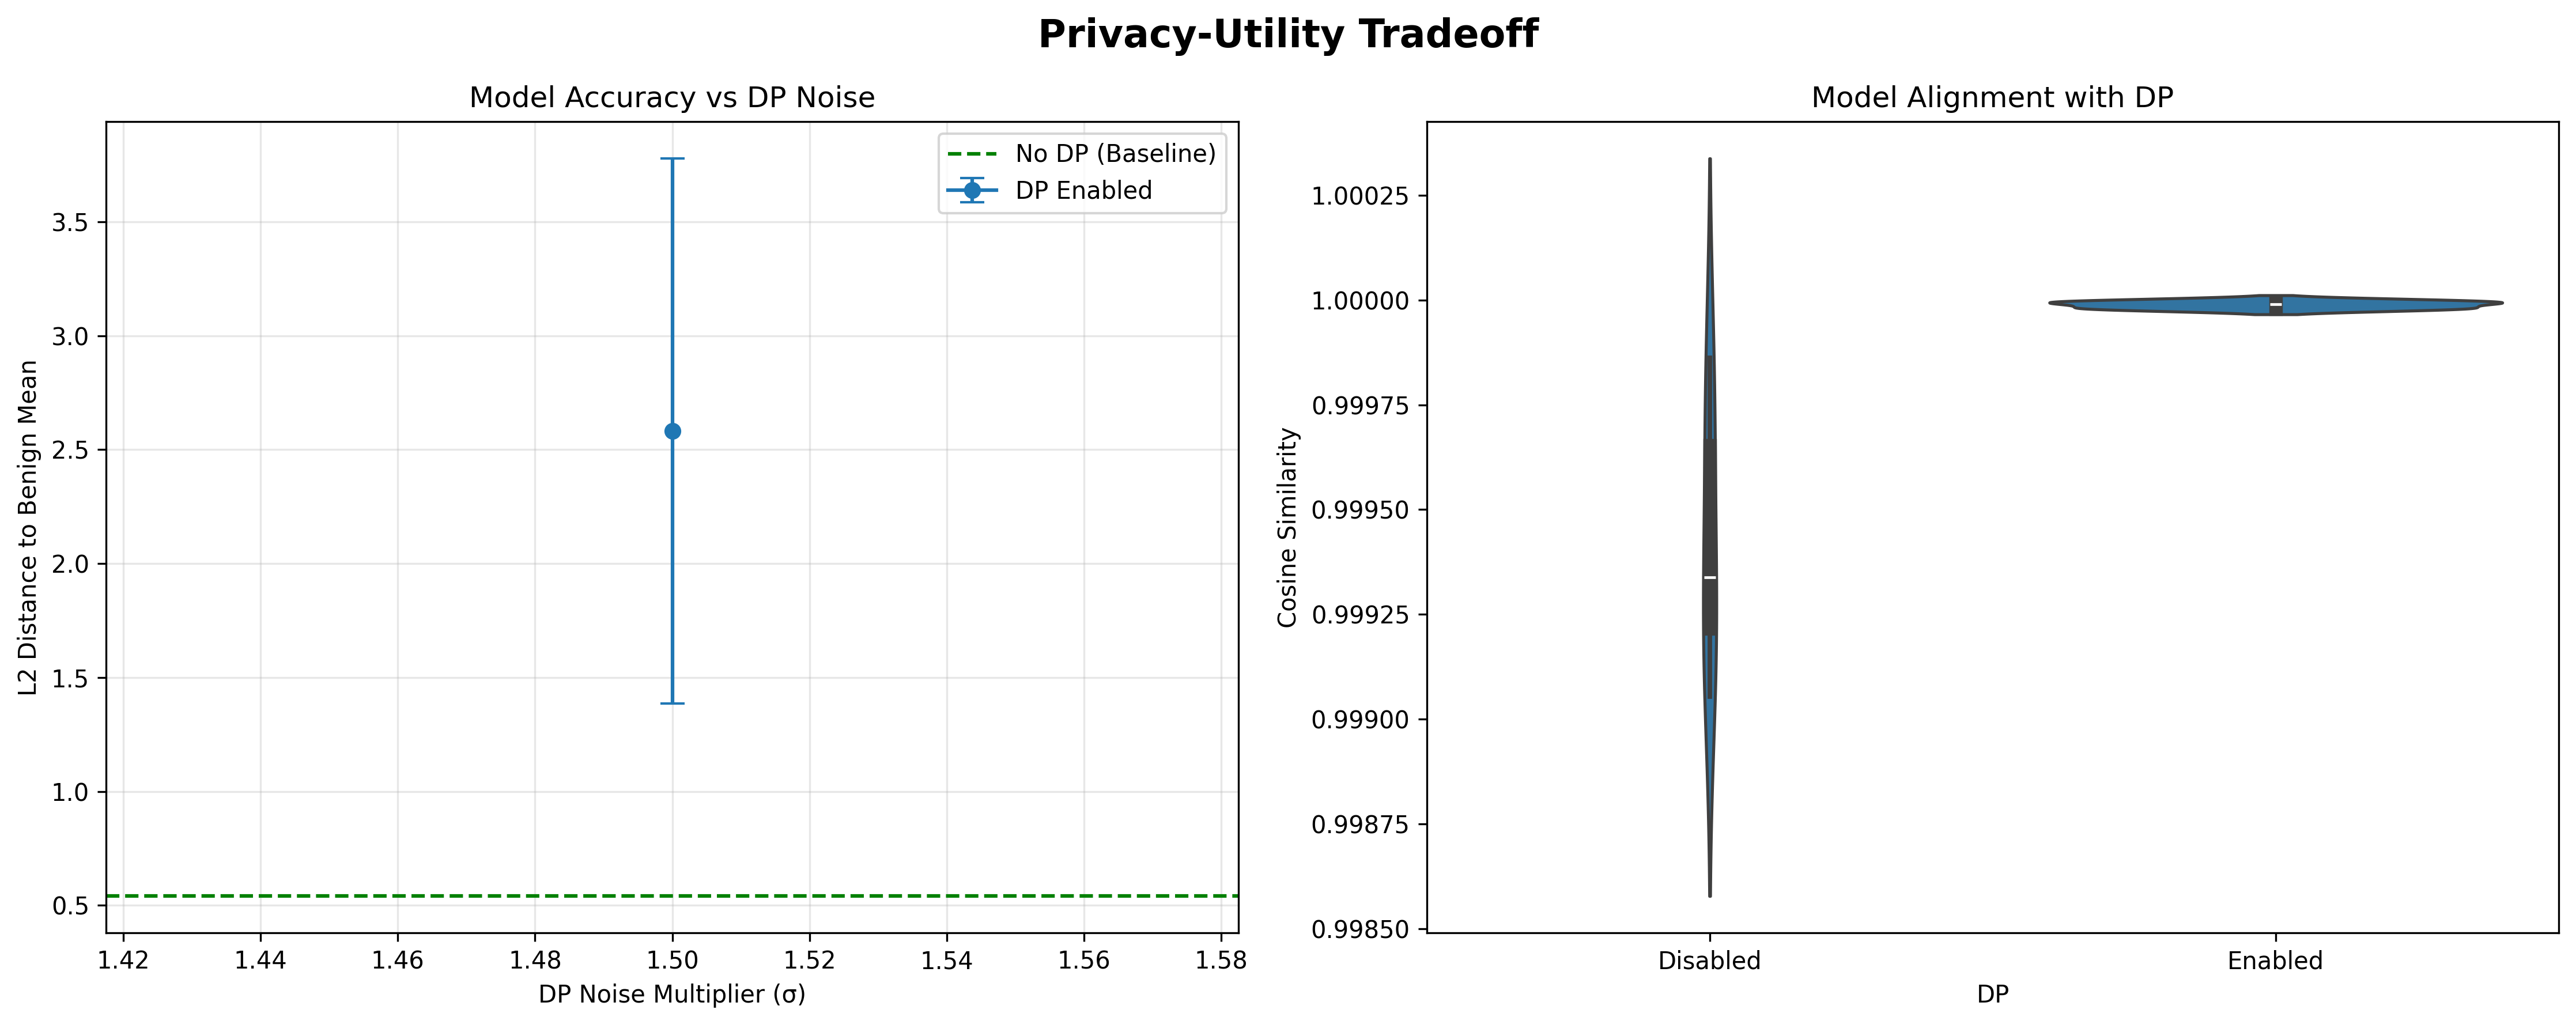 Privacy-Utility Tradeoff
Model Accuracy vs DP Noise
L2 Distance to Benign Mean
3.5
3.0
2.5
2.0
1.5
1.0
0.5
No DP (Baseline)
DP Enabled
1.42 1.44 1.46 1.48 1.50 1.52 1.54 1.56 1.58
DP Noise Multiplier (σ)
Model Alignment with DP
Cosine Similarity
1.00025
1.00000
0.99975
0.99950
0.99925
0.99900
0.99875
0.99850
Disabled Enabled
DP